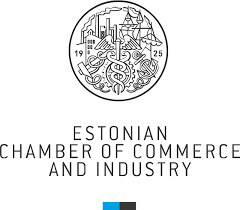 19 25
ESTONIAN
CHAMBER OF COMMERCE
AND INDUSTRY